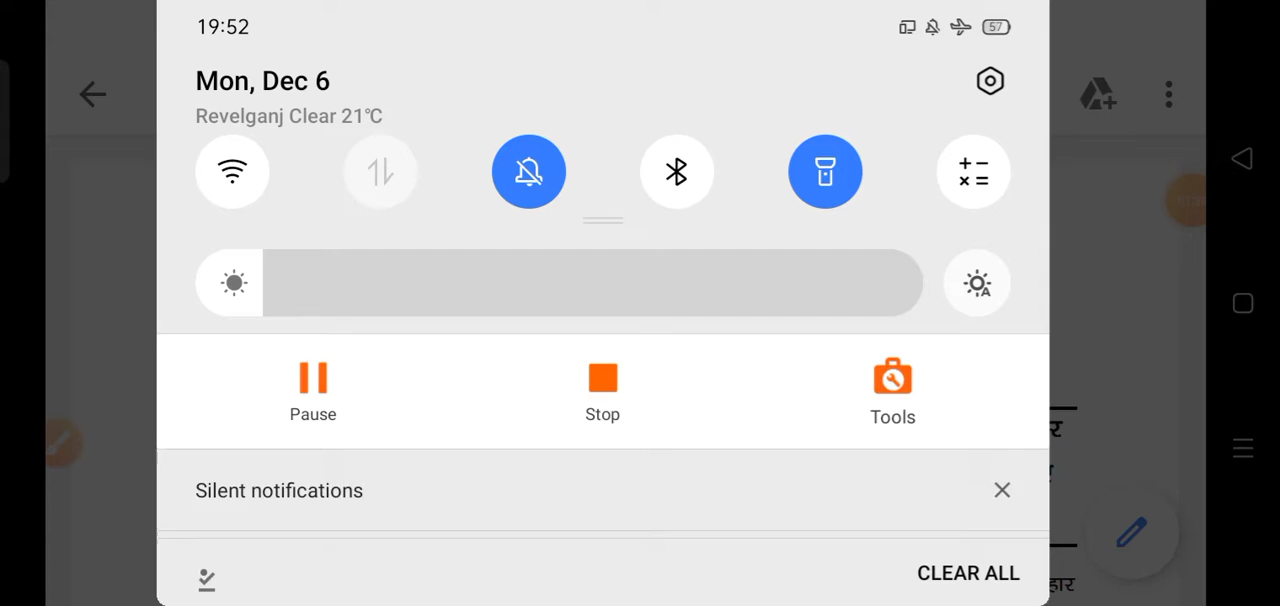 19:52
57
Mon, Dec 6
Revelganj Clear 21°C
Pause
Stop
Tools
Silent notifications
CLEAR ALL